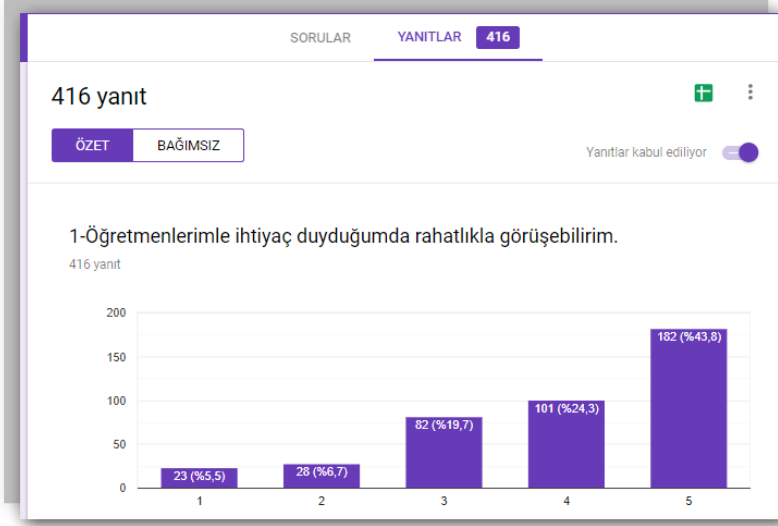 SORULAR YANITLAR 416
416 yanıt
ÖZET BAĞIMSIZ
Yanıtlar kabul ediliyor
1-Öğretmenlerimle ihtiyaç duyduğumda rahatlıkla görüşebilirim.
416 yanıt
200
150
100
50
0
23 (%5,5)
28 (%6,7)
82 (%19,7)
101 (%24,3)
182 (%43,8)
1 2 3 4 5